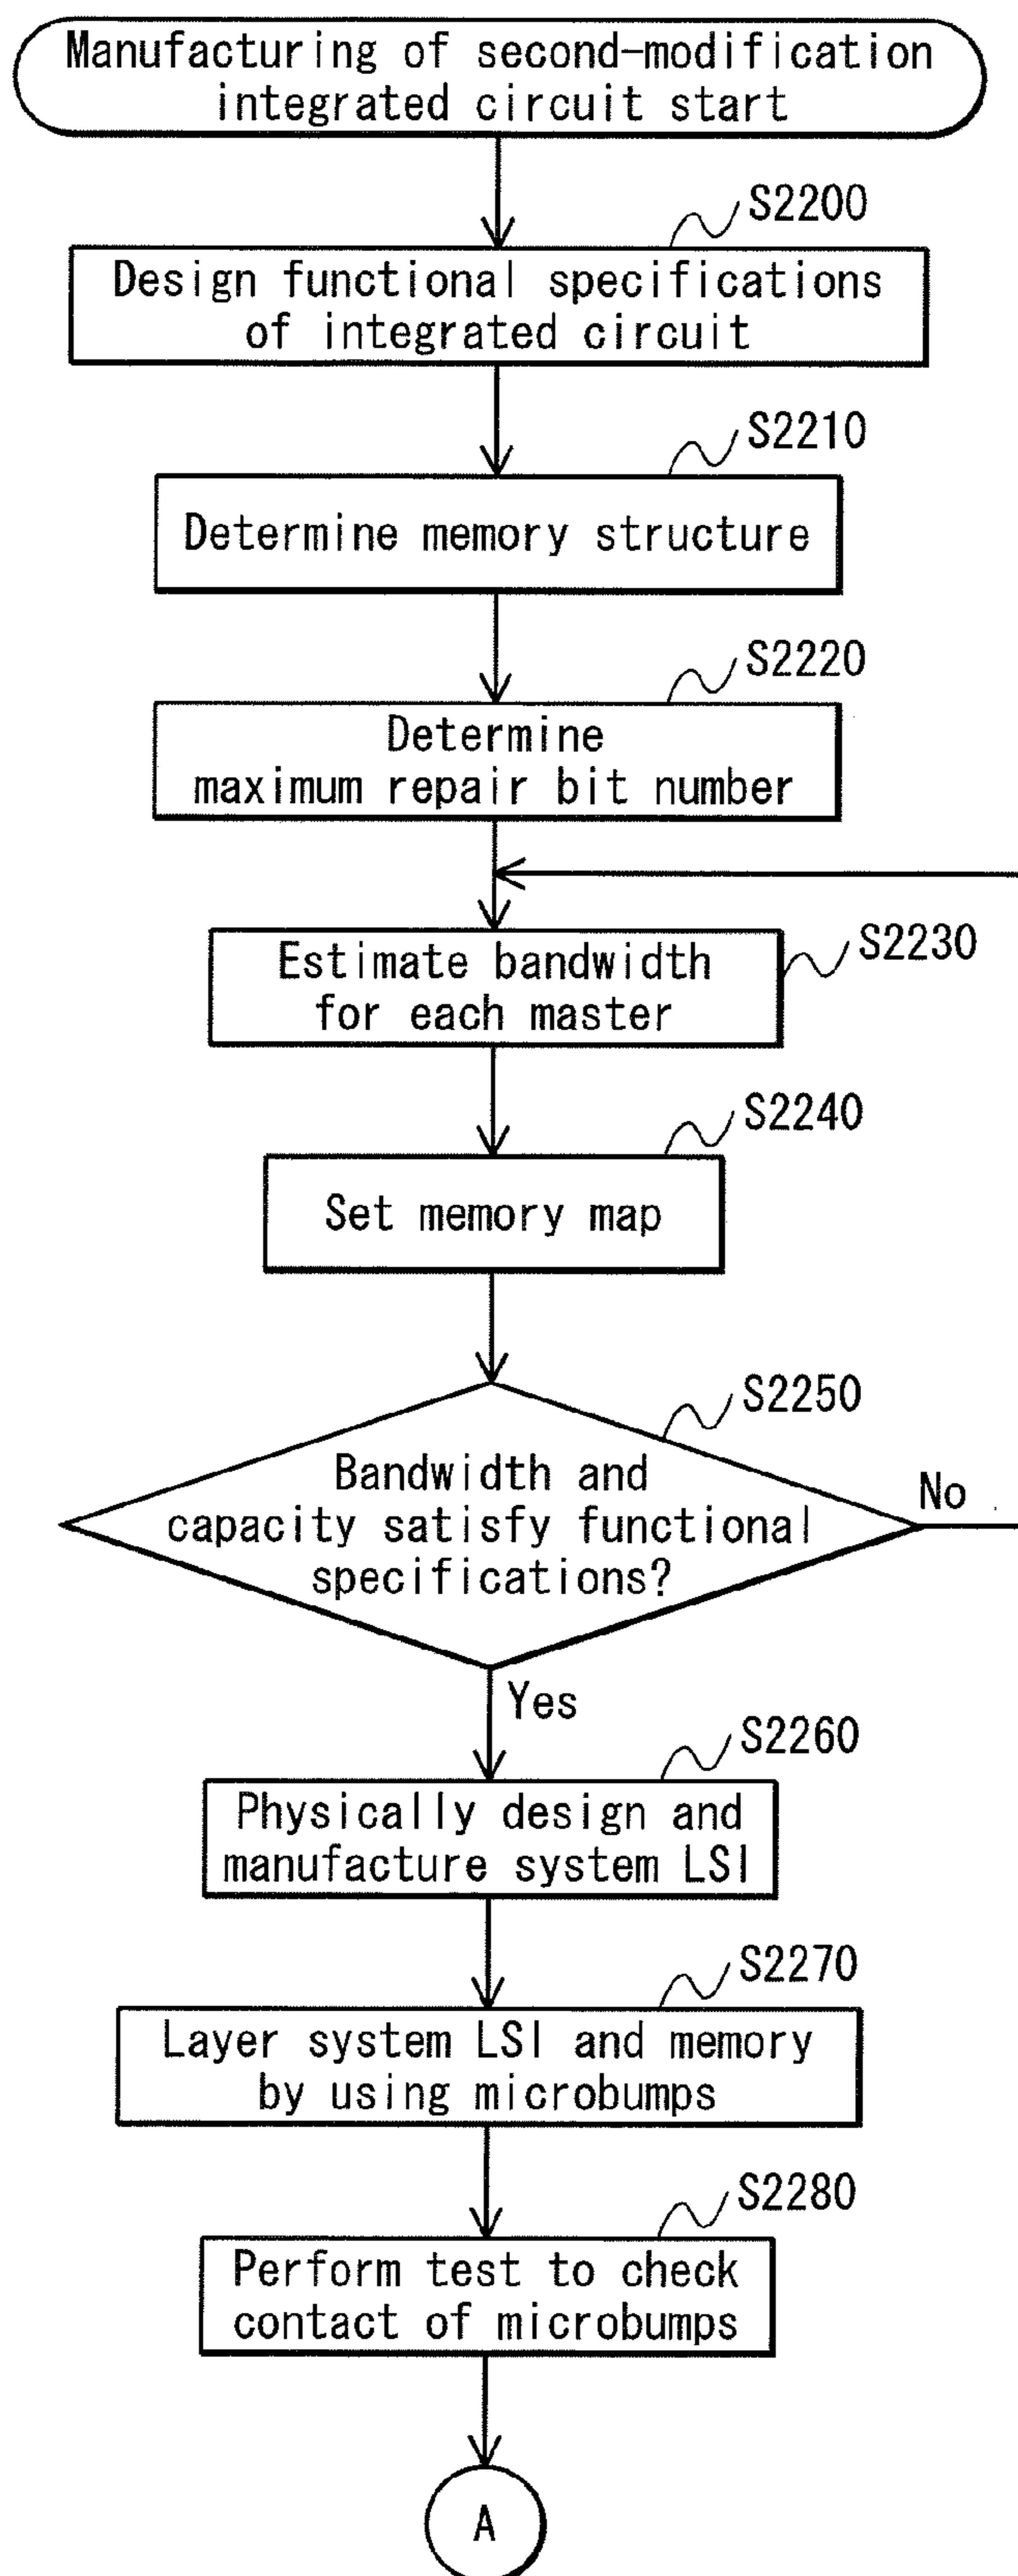 Manufacturing of second-modification
integrated circuit start
S2200
Design functional specifications
of integrated circuit
S2210
Determine memory structure
S2220
Determine
maximum repair bit number
S2230
Estimate bandwidth
for each master
S2240
Set memory map
S2250
Bandwidth and
capacity satisfy functional
specifications?
No
Yes
S2260
Physically design and
manufacture system LSI
S2270
Layer system LSI and memory
by using microbumps
S2280
Perform test to check
contact of microbumps
A